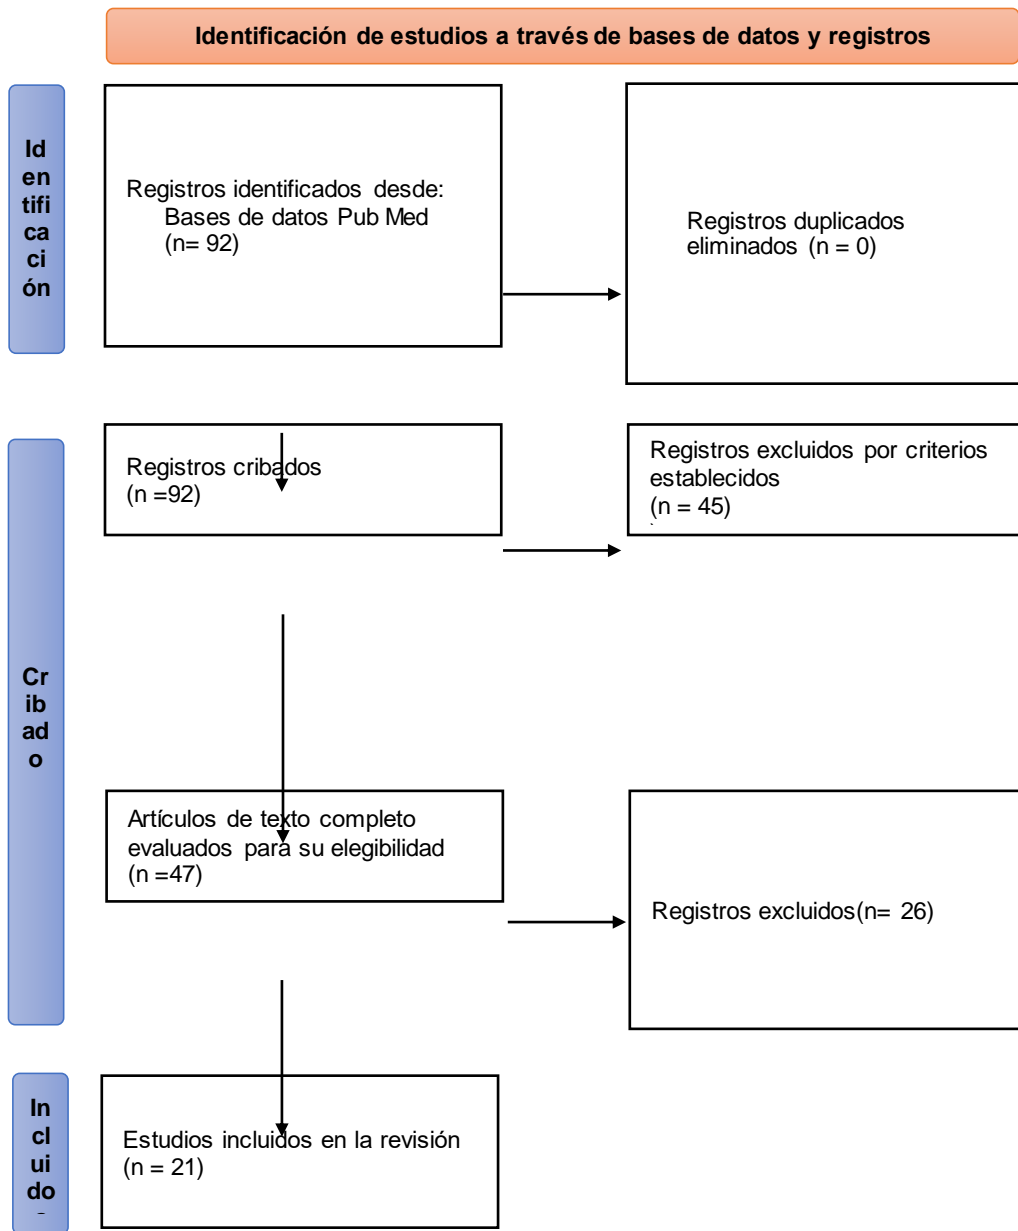 Identificación de estudios a través de bases de datos y registros
Id
en
tifi
ca
ci
ón
Registros identificados desde:
Bases de datos Pub Med
(n= 92)
Registros duplicados
eliminados (n = 0)
Cr
ib
ad
o
Registros cribados
(n =92)
Registros excluidos por criterios
establecidos
(n = 45)
Artículos de texto completo
evaluados para su elegibilidad
(n =47)
Registros excluidos(n= 26)
In
cl
ui
do
Estudios incluidos en la revisión
(n = 21)